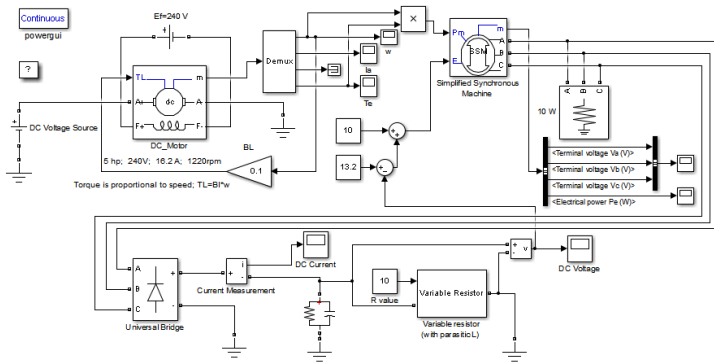 Continuous
powergui
?
Ef=240 V
TL
m
dc
A+
A-
F+
F-
DC_Motor
DC Voltage Source
5 hp; 240V; 16.2 A; 1220rpm
Torque is proportional to speed; TL=Bl*w
BL
0.1
Demux
w
Ia
Te
×
+
+
Pm
m
E
SSM
A
B
C
Simplified Synchronous
Machine
10 W
A
B
C
10
13.2
<Terminal voltage Va (V)>
<Terminal voltage Vb (V)>
<Terminal voltage Vc (V)>
<Electrical power Pe (W)>
A
B
C
+
-
Universal Bridge
+
i
-
Current Measurement
DC Current
10
R value
Variable Resistor
Variable resistor
(with parasitic L)
+
-
v
DC Voltage